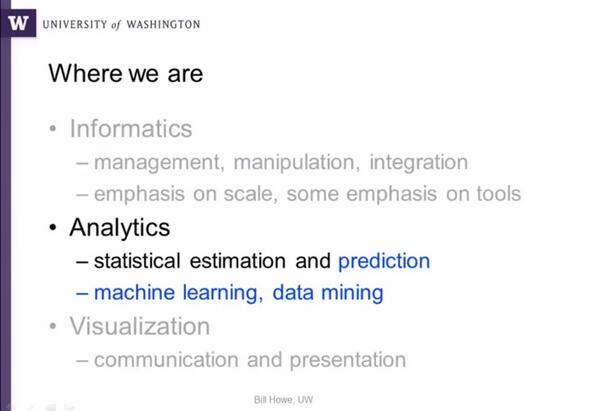 W UNIVERSITY of WASHINGTON
Where we are
• Informatics
– management, manipulation, integration
– emphasis on scale, some emphasis on tools
• Analytics
– statistical estimation and prediction
– machine learning, data mining
• Visualization
– communication and presentation
Bill Howe, UW